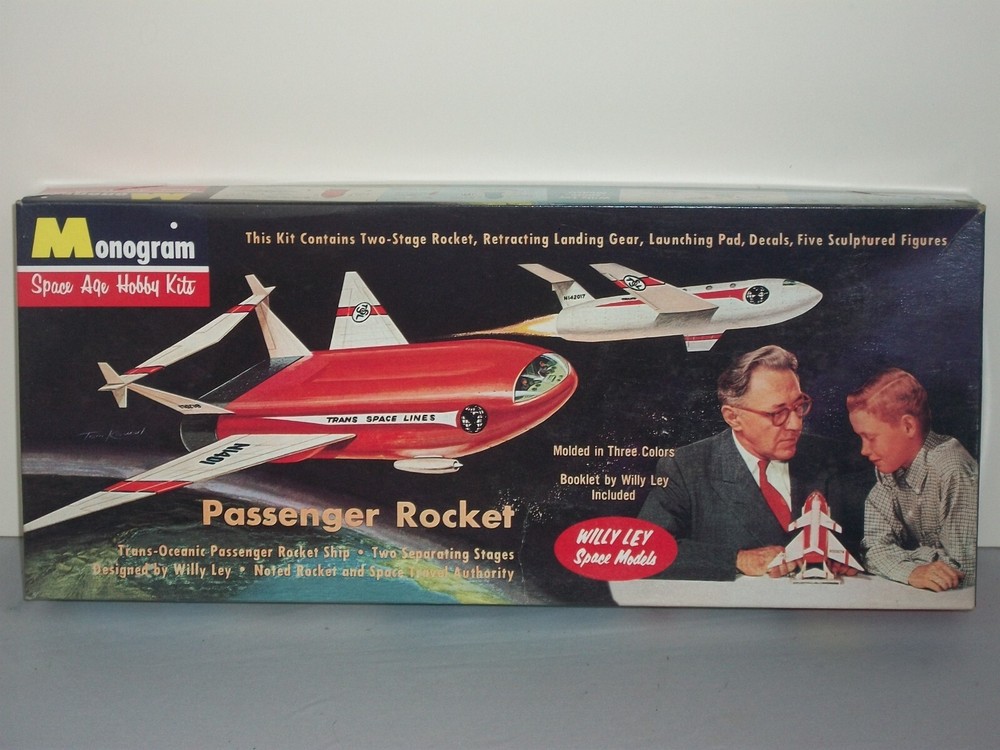 Monogram
Space Age Hobby Kits
This Kit Contains Two-Stage Rocket, Retracting Landing Gear, Launching Pad, Decals, Five Sculptured Figures
TSL
N142017
TRANS SPACE LINES
N1401
Molded in Three Colors
Booklet by Willy Ley
Included
Passenger Rocket
WILLY LEY
Space Models
Trans-Oceanic Passenger Rocket Ship • Two Separating Stages
Designed by Willy Ley • Noted Rocket and Space Travel Authority